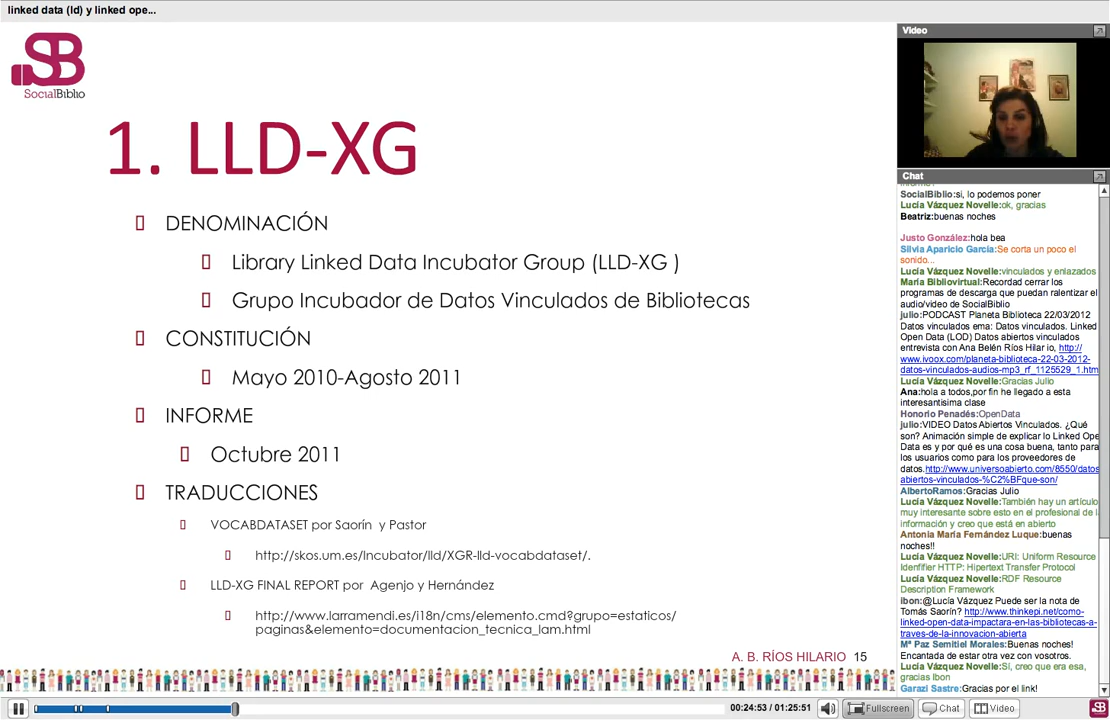 linked data (ld) y linked ope...
SB
SocialBiblio
1. LLD-XG
DENOMINACIÓN
Library Linked Data Incubator Group (LLD-XG )
Grupo Incubador de Datos Vinculados de Bibliotecas
CONSTITUCIÓN
Mayo 2010-Agosto 2011
INFORME
Octubre 2011
TRADUCCIONES
VOCABDATASET por Saorín y Pastor
http://skos.um.es/Incubator/lld/XGR-lld-vocabdataset/.
LLD-XG FINAL REPORT por Agenjo y Hernández
http://www.larramendi.es/i18n/cms/elemento.cmd?grupo=estaticos/
paginas&elemento=documentacion_tecnica_lam.html
A. B. RÍOS HILARIO 15
Video
Chat
SocialBiblio:si, lo podemos poner
Lucía Vázquez Novelle:ok, gracias
Beatriz:buenas noches
Justo González:hola bea
Silvia Aparicio García:Se corta un poco el
sonido...
Lucía Vázquez Novelle:vinculados y enlazados
María Bibliovirtual:Recordad cerrar los
programas de descarga que puedan ralentizar el
audio/video de SocialBiblio
julio:PODCAST Planeta Biblioteca 22/03/2012
Datos vinculados ema: Datos vinculados. Linked
Open Data (LOD) Datos abiertos vinculados
entrevista con Ana Belén Ríos Hilar io, http://
www.ivoox.com/planeta-biblioteca-22-03-2012-
datos-vinculados-audios-mp3_rf_1125529_1.htm
Lucía Vázquez Novelle:Gracias Julio
Ana:hola a todos,por fin he llegado a esta
interesantisima clase
Honorio Penadés:OpenData
julio:VIDEO Datos Abiertos Vinculados. ¿Qué
son? Animación simple de explicar lo Linked Ope
Data es y por qué es una cosa buena, tanto para
los usuarios como para los proveedores de
datos.http://www.universoabierto.com/8550/datos
abiertos-vinculados-%C2%BFque-son/
AlbertoRamos:Gracias Julio
Lucía Vázquez Novelle:También hay un artículo
muy interesante sobre esto en el profesional de l
información y creo que está en abierto
Antonia María Fernández Luque:buenas
noches!!
Lucía Vázquez Novelle:URI: Uniform Resource
Idenfifier HTTP: Hipertext Transfer Protocol
Lucía Vázquez Novelle:RDF Resource
Description Framework
ibon:@Lucía Vázquez Puede ser la nota de
Tomás Saorín? http://www.thinkepi.net/como-
linked-open-data-impactara-en-las-bibliotecas-a-
traves-de-la-innovacion-abierta
Mª Paz Semitiel Morales:Buenas noches!
Encantada de estar otra vez con vosotros.
Lucía Vázquez Novelle:Sí, creo que era esa,
gracias Ibon
Garazi Sastre:Gracias por el link!
00:24:53 / 01:25:51
Fullscreen
Chat
Video
SB